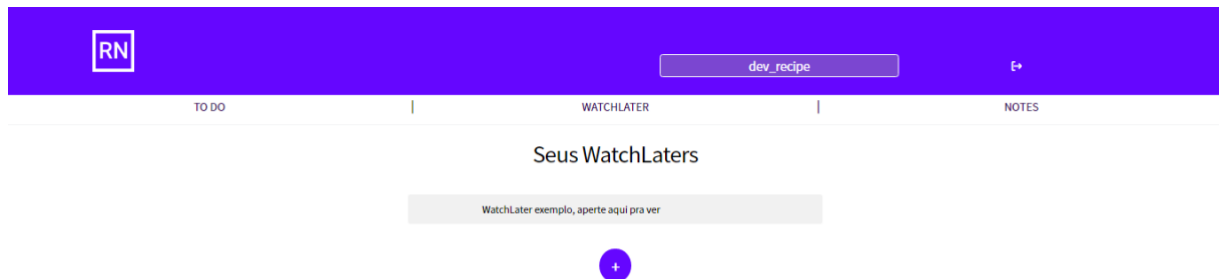 RN
dev_recipe
TO DO | WATCHLATER | NOTES
Seus WatchLaters
WatchLater exemplo, aperte aqui pra ver
+